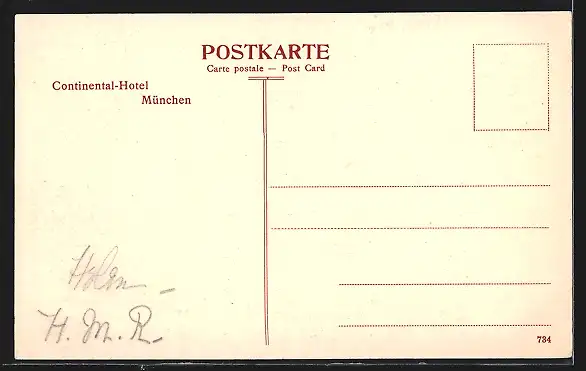 POSTKARTE
Carte postale — Post Card
Continental-Hotel
München
H. M. R.
734